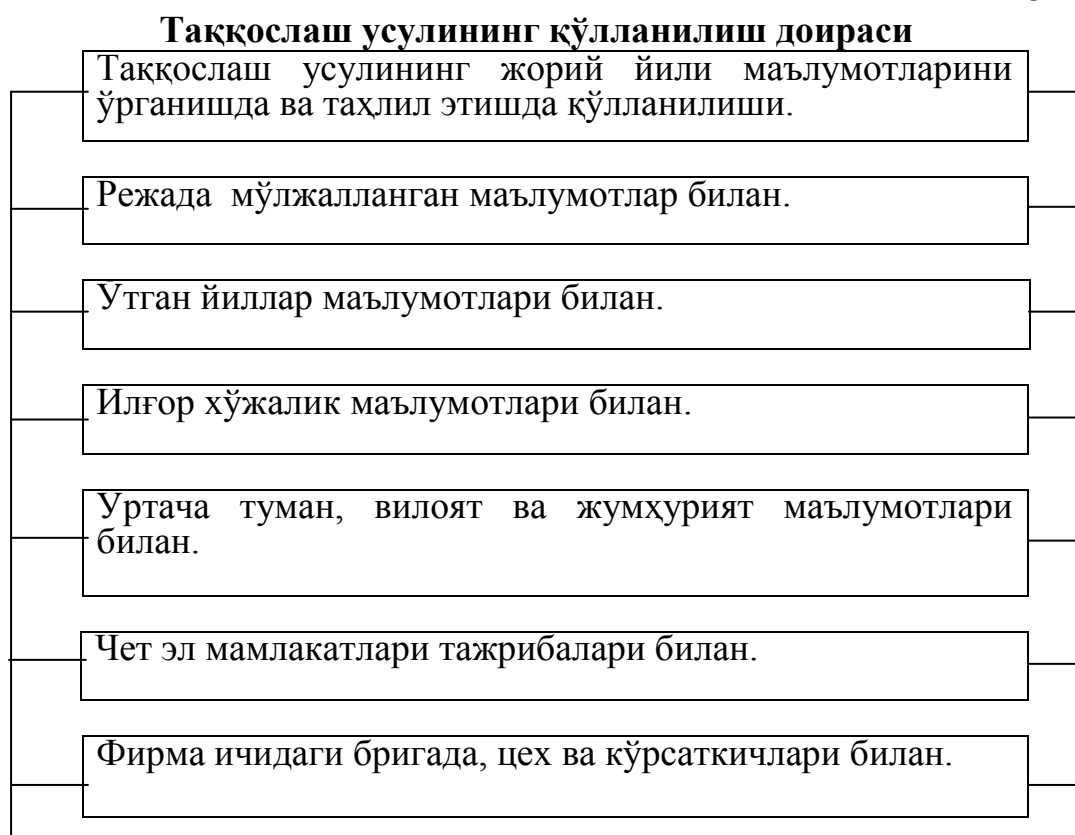 Таққослаш усулининг қўлланилиш доираси
Таққослаш усулининг жорий йили маълумотларини
ўрганишда ва таҳлил этишда қўлланилиши.
Режада мўлжалланган маълумотлар билан.
Утган йиллар маълумотлари билан.
Илғор хўжалик маълумотлари билан.
Уртача туман, вилоят ва жумҳурият маълумотлари
билан.
Чет эл мамлакатлари тажрибалари билан.
Фирма ичидаги бригада, цех ва кўрсаткичлари билан.